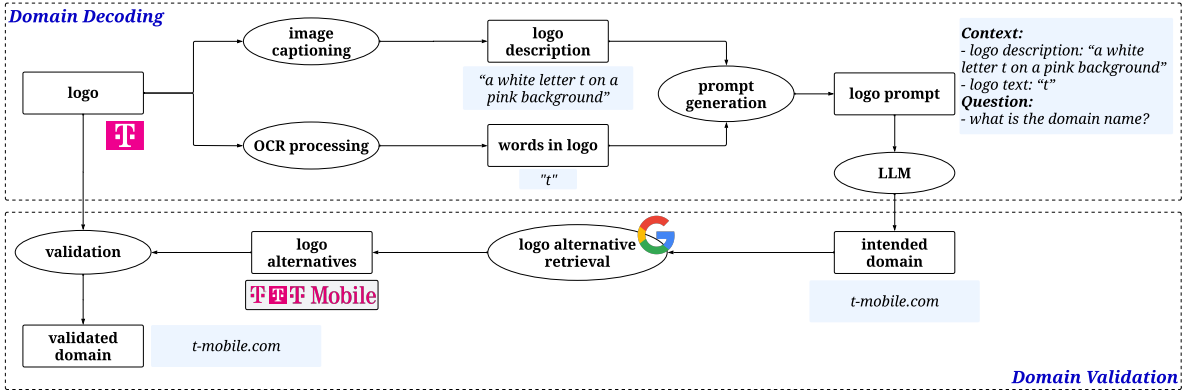 Domain Decoding
image
captioning
logo
description
“a white letter t on a
pink background”
logo
T
OCR processing
words in logo
"t"
prompt
generation
logo prompt
Context:
- logo description: “a white
letter t on a pink background”
- logo text: “t”
Question:
- what is the domain name?
LLM
validation
logo
alternatives
T T T Mobile
logo alternative
retrieval
G
intended
domain
t-mobile.com
validated
domain
t-mobile.com
Domain Validation